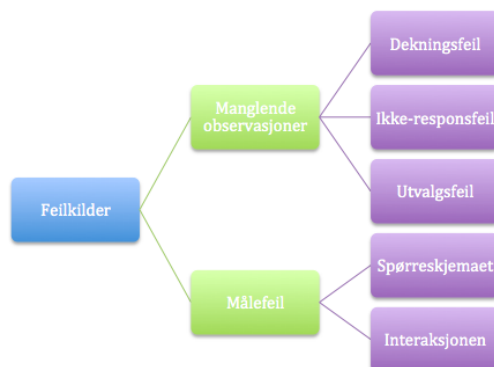 Feilkilder
Manglende
observasjoner
Dekningsfeil
Ikke-responsfeil
Utvalgsfeil
Målefeil
Spørreskjemaet
Interaksjonen